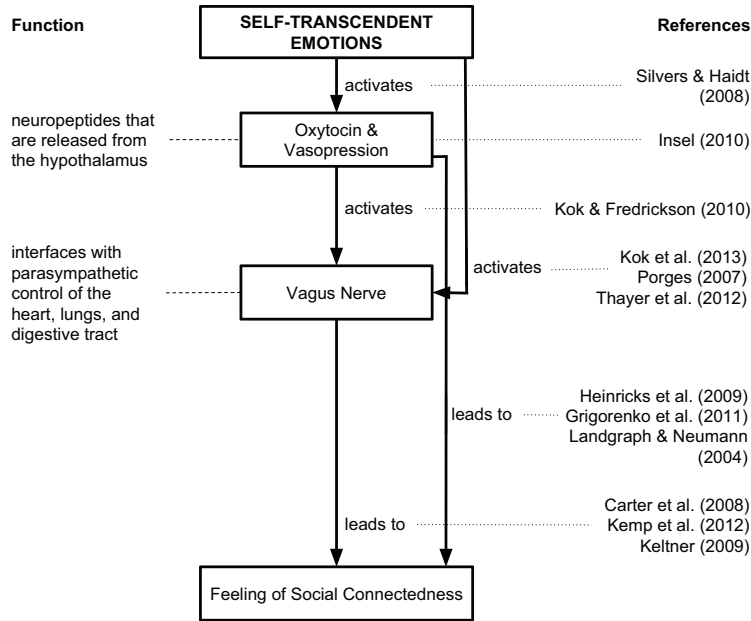 Function
SELF-TRANSCENDENT
EMOTIONS
References
activates
Silvers & Haidt
(2008)
neuropeptides that
are released from
the hypothalamus
Oxytocin &
Vasopression
Insel (2010)
activates
Kok & Fredrickson (2010)
interfaces with
parasympathetic
control of the
heart, lungs, and
digestive tract
Vagus Nerve
activates
Kok et al. (2013)
Porges (2007)
Thayer et al. (2012)
leads to
Heinricks et al. (2009)
Grigorenko et al. (2011)
Landgraph & Neumann
(2004)
leads to
Carter et al. (2008)
Kemp et al. (2012)
Keltner (2009)
Feeling of Social Connectedness